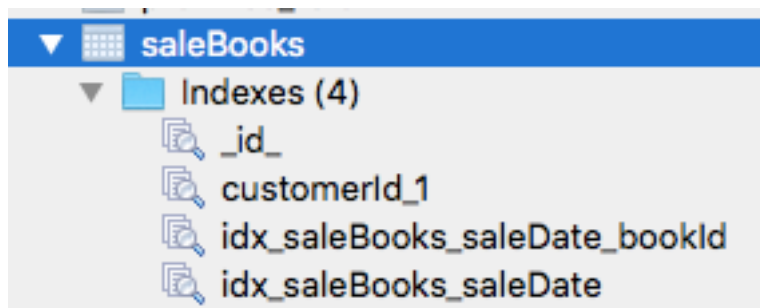 saleBooks
Indexes (4)
_id_
customerId_1
idx_saleBooks_saleDate_bookId
idx_saleBooks_saleDate